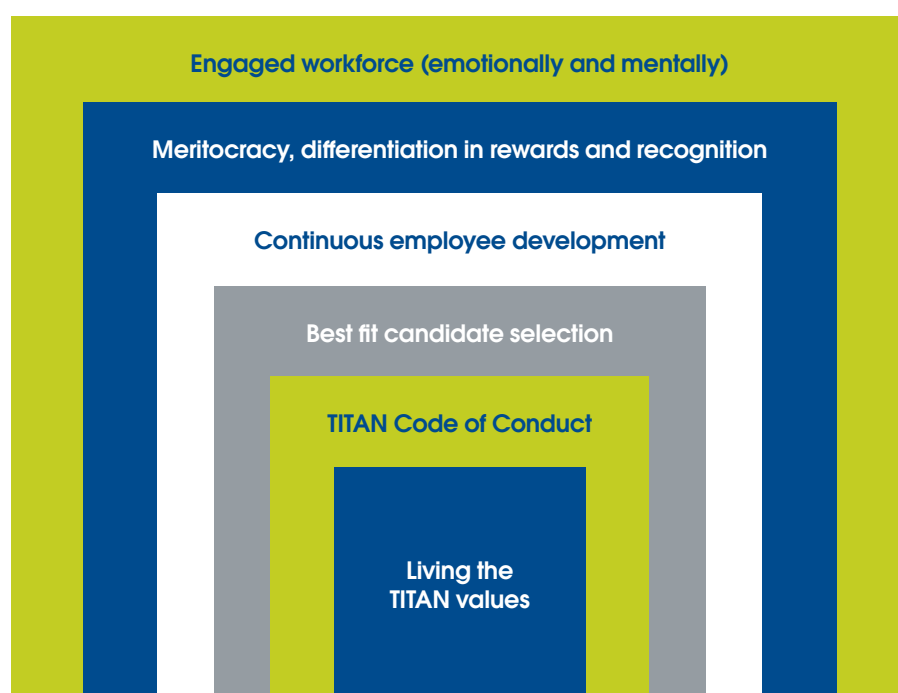 Engaged workforce (emotionally and mentally)
Meritocracy, differentiation in rewards and recognition
Continuous employee development
Best fit candidate selection
TITAN Code of Conduct
Living the
TITAN values